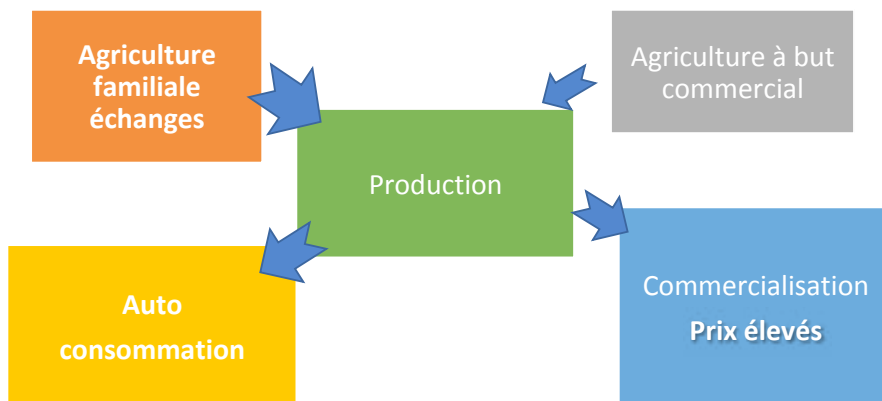 Agriculture
familiale
échanges
Agriculture à but
commercial
Production
Auto
consommation
Commercialisation
Prix élevés